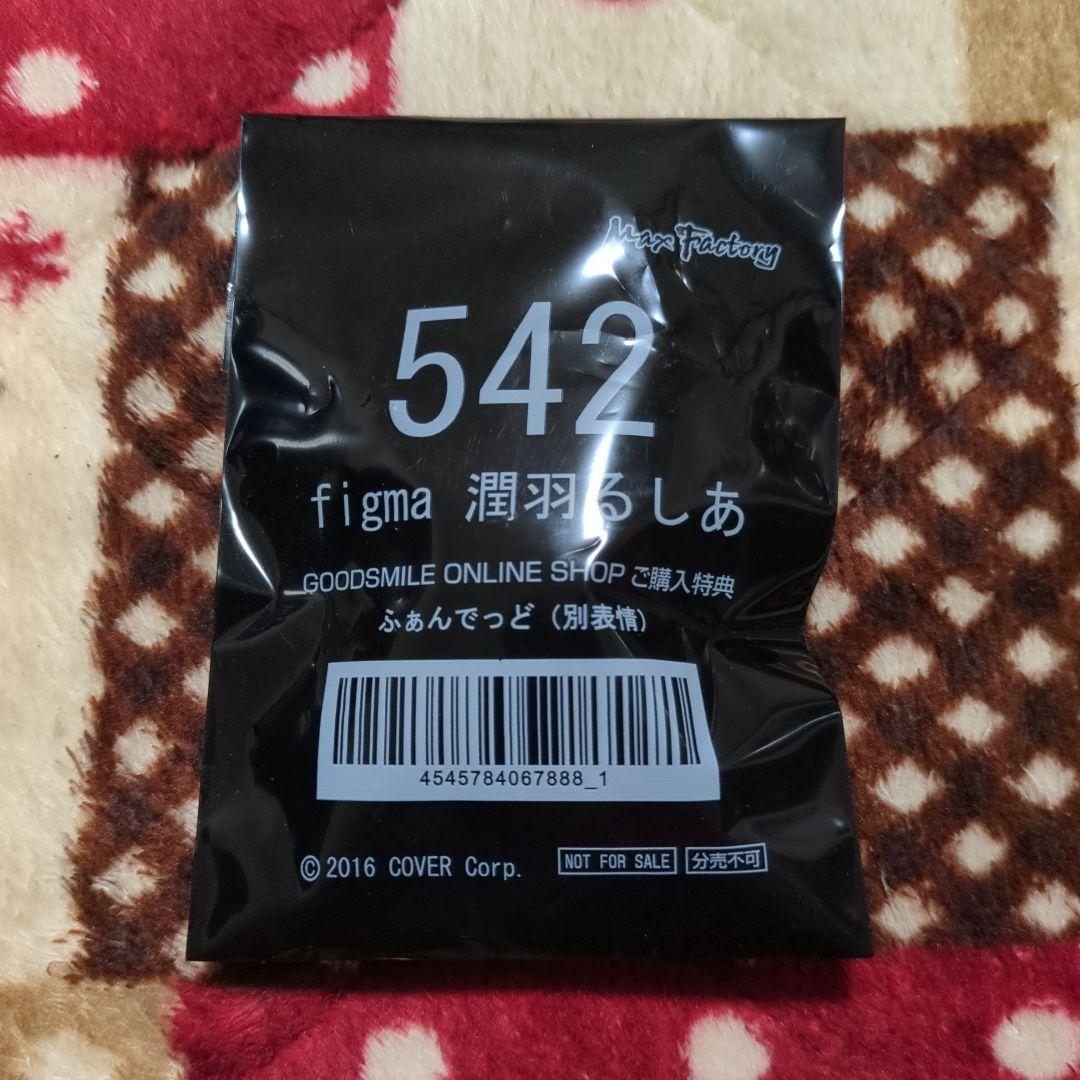 Max Factory
542
figma 潤羽るしあ
GOODSMILE ONLINE SHOP ご購入特典
ふぁんでっど (別表情)
4545784067888_1
© 2016 COVER Corp. NOT FOR SALE 分売不可